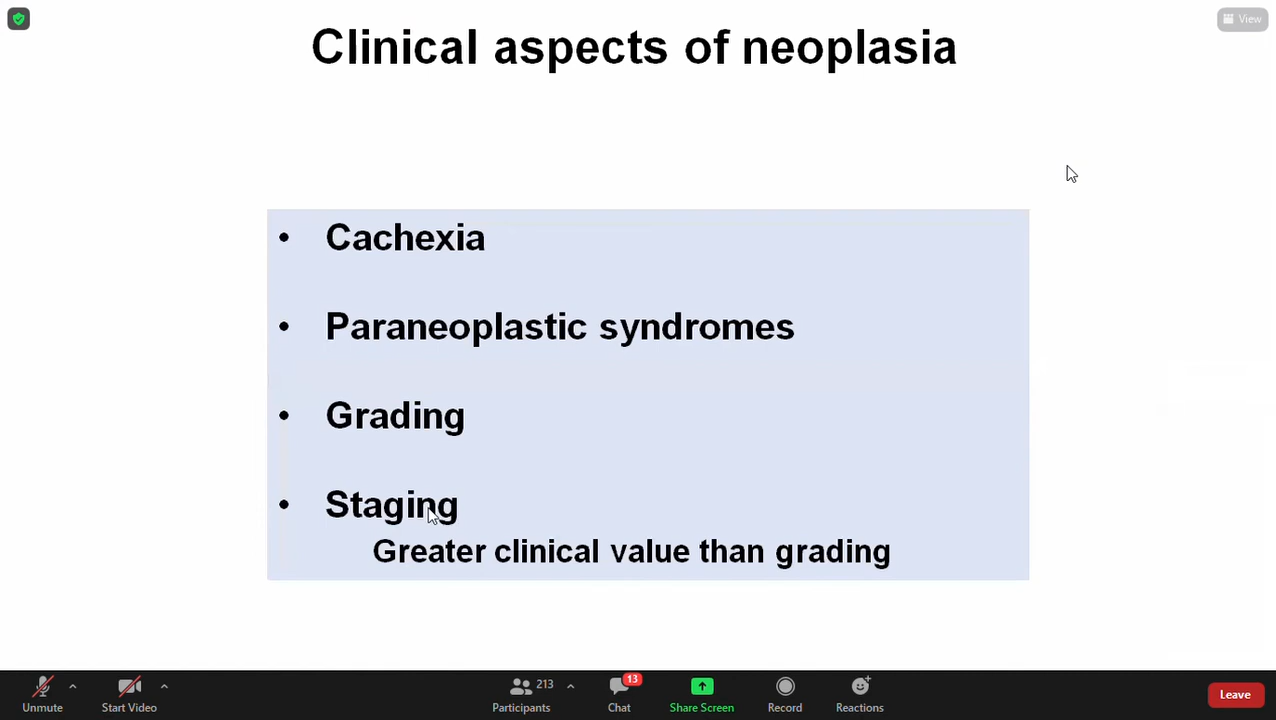 View
Clinical aspects of neoplasia
• Cachexia
• Paraneoplastic syndromes
• Grading
• Staging
Greater clinical value than grading
213
13
Unmute
Start Video
Participants
Chat
Share Screen
Record
Reactions
Leave